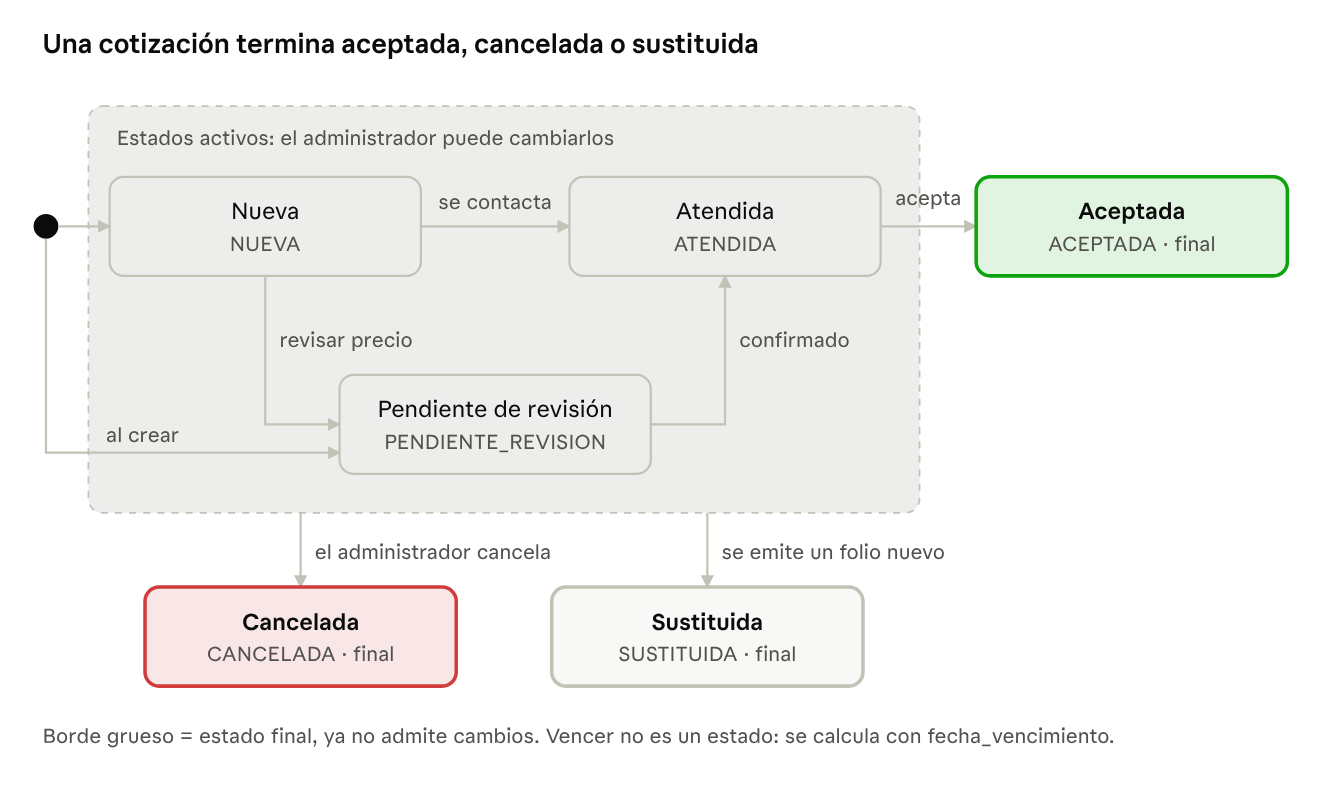 Una cotización termina aceptada, cancelada o sustituida
Estados activos: el administrador puede cambiarlos
Nueva
NUEVA
se contacta
Atendida
ATENDIDA
acepta
Aceptada
ACEPTADA · final
revisar precio
confirmado
al crear
Pendiente de revisión
PENDIENTE_REVISION
el administrador cancela
se emite un folio nuevo
Cancelada
CANCELADA · final
Sustituida
SUSTITUIDA · final
Borde grueso = estado final, ya no admite cambios. Vencer no es un estado: se calcula con fecha_vencimiento.